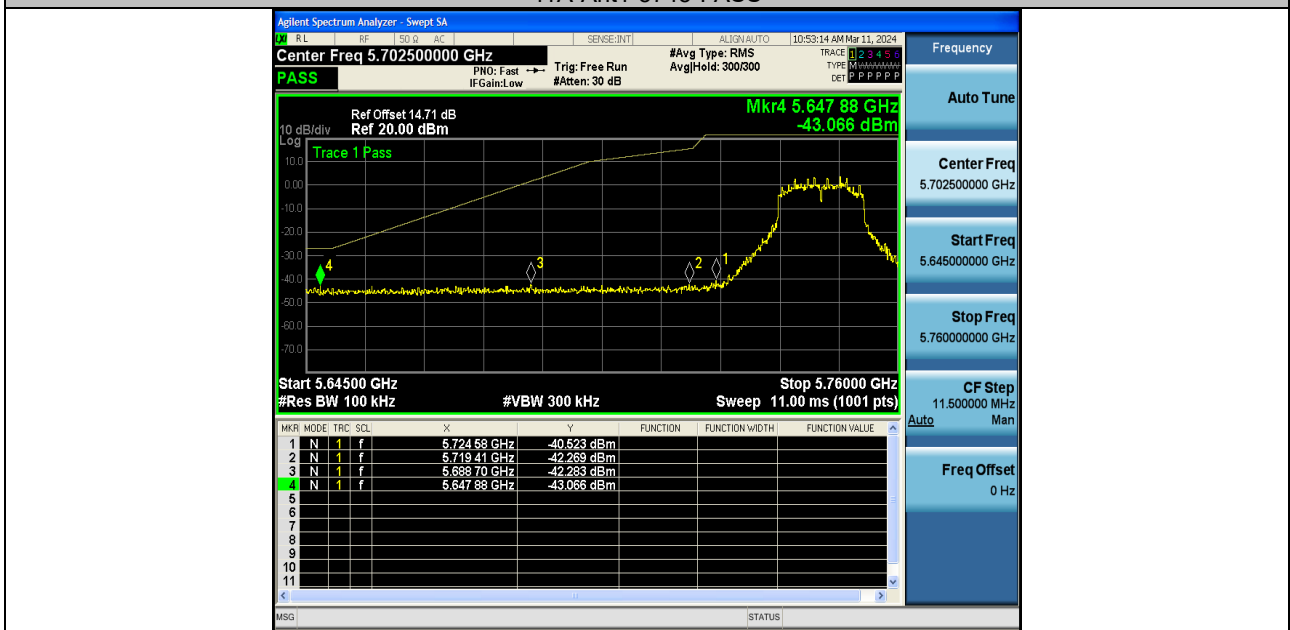 Agilent Spectrum Analyzer - Swept SA
RL RF 50 Ω AC SENSE:INT ALIGNAUTO 10:53:14 AM Mar 11, 2024
Center Freq 5.702500000 GHz
PASS
PNO: Fast
IFGain:Low
Trig: Free Run
#Atten: 30 dB
#Avg Type: RMS
Avg|Hold: 300/300
TRACE 1 2 3 4 5 6
TYPE M
DET P P P P P P
Ref Offset 14.71 dB
10 dB/div Ref 20.00 dBm
Log
Mkr4 5.647 88 GHz
-43.066 dBm
Trace 1 Pass
10.0
0.00
-10.0
-20.0
-30.0
-40.0
-50.0
-60.0
-70.0
4
3
2
1
Start 5.64500 GHz Stop 5.76000 GHz
#Res BW 100 kHz #VBW 300 kHz Sweep 11.00 ms (1001 pts)
MKR MODE TRC SCL X Y FUNCTION FUNCTION WIDTH FUNCTION VALUE
1 N 1 f 5.724 58 GHz -40.523 dBm
2 N 1 f 5.719 41 GHz -42.269 dBm
3 N 1 f 5.688 70 GHz -42.283 dBm
4 N 1 f 5.647 88 GHz -43.066 dBm
5
6
7
8
9
10
11
MSG STATUS
Frequency
Auto Tune
Center Freq
5.702500000 GHz
Start Freq
5.645000000 GHz
Stop Freq
5.760000000 GHz
CF Step
11.500000 MHz
Auto Man
Freq Offset
0 Hz